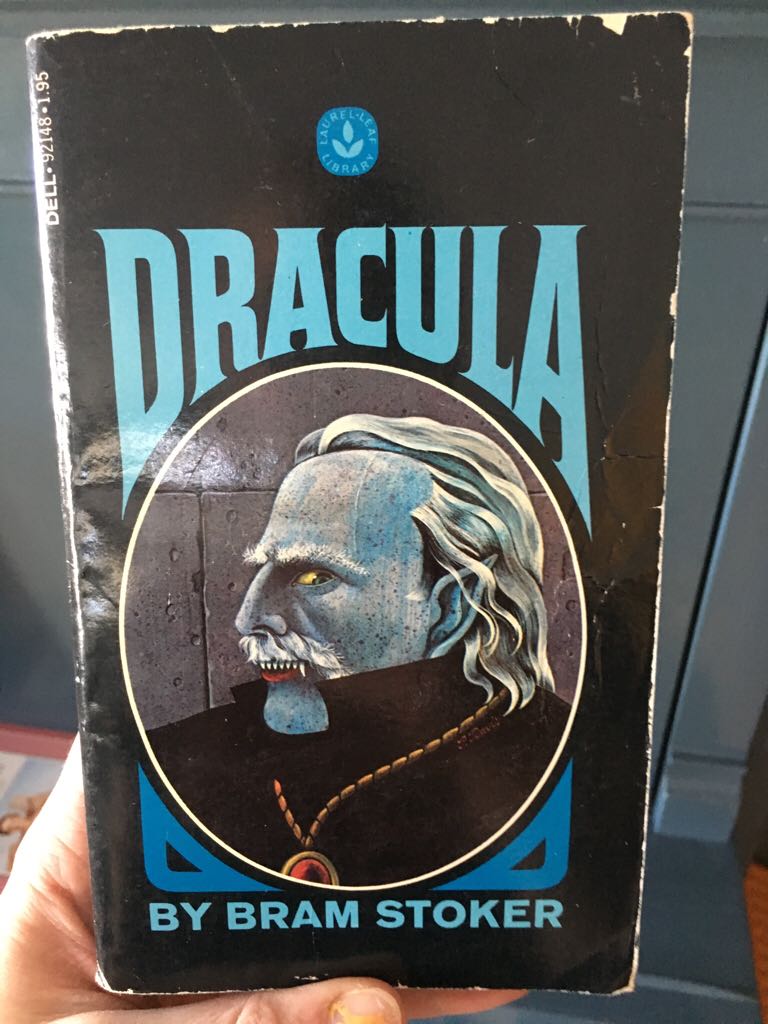 DELL • 92148 • 1.95
LAUREL-LEAF
LIBRARY
DRACULA
BY BRAM STOKER